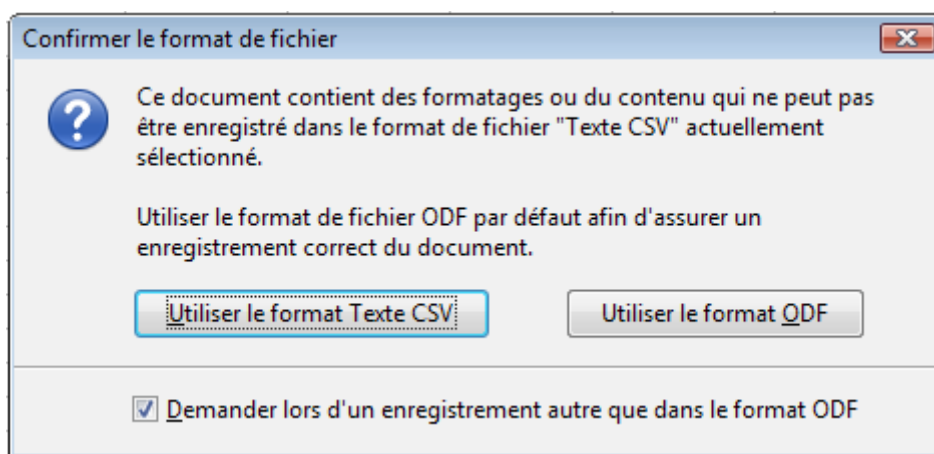 Confirmer le format de fichier
Ce document contient des formatages ou du contenu qui ne peut pas
être enregistré dans le format de fichier "Texte CSV" actuellement
sélectionné.
Utiliser le format de fichier ODF par défaut afin d'assurer un
enregistrement correct du document.
Utiliser le format Texte CSV
Utiliser le format ODF
Demander lors d'un enregistrement autre que dans le format ODF